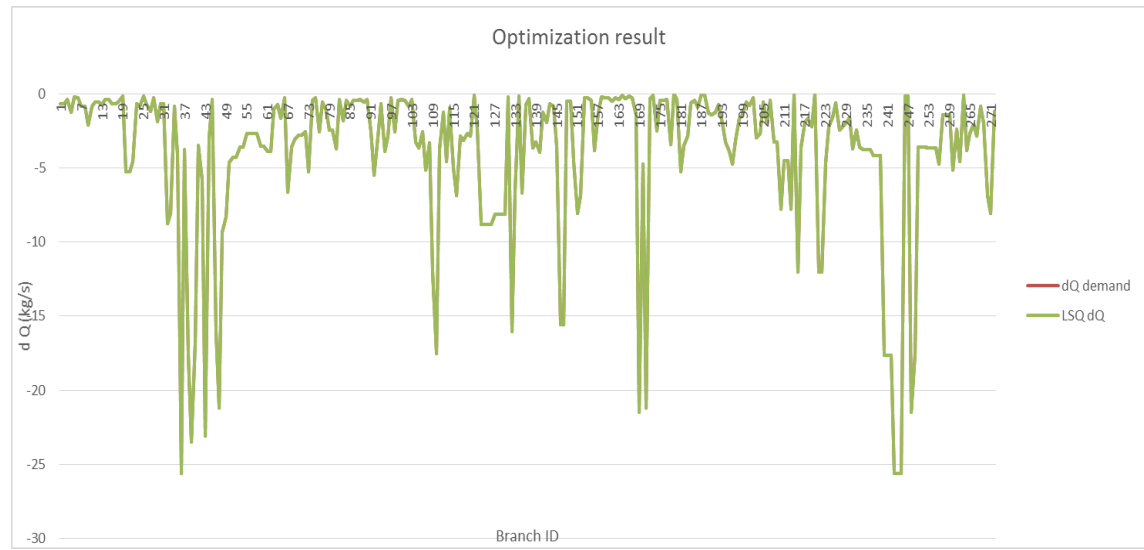 Optimization result
0
-5
-10
-15
-20
-25
-30
d Q (kg/s)
1 7 13 19 25 31 37 43 49 55 61 67 73 79 85 91 97 103 109 115 121 127 133 139 145 151 157 163 169 175 181 187 193 199 205 211 217 223 229 235 241 247 253 259 265 271
Branch ID
dQ demand
LSQ dQ